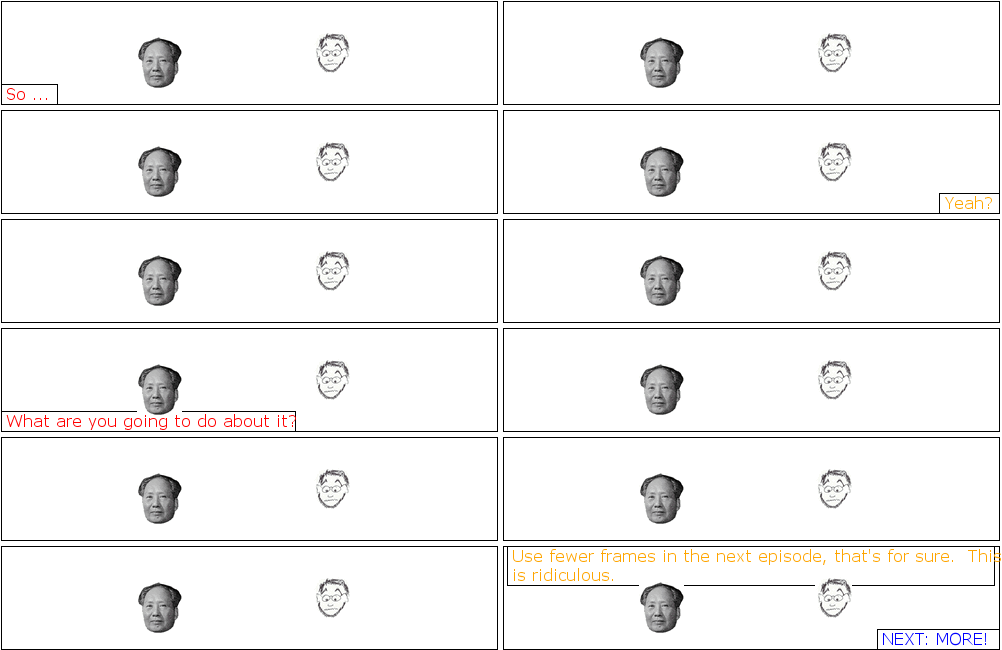 So ...
Yeah?
What are you going to do about it?
Use fewer frames in the next episode, that's for sure.  This
is ridiculous.
NEXT: MORE!